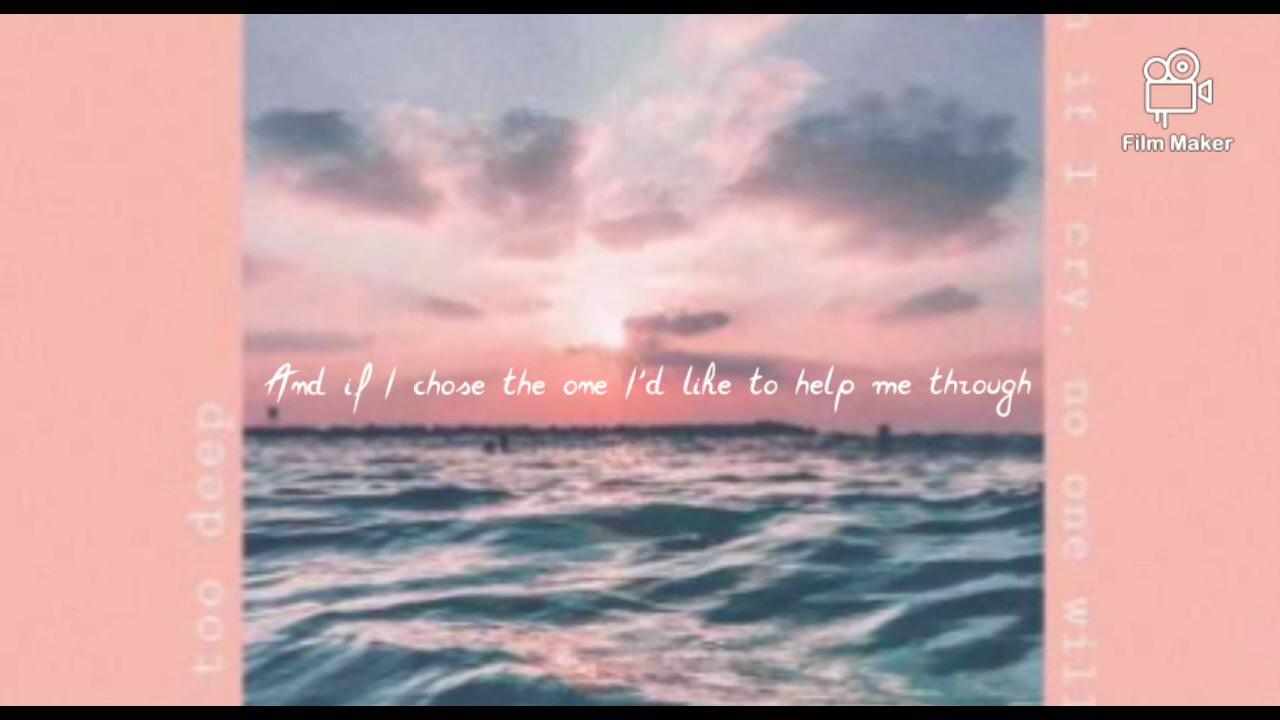 And if I chose the one I'd like to help me through
too deep
if I cry, no one will
Film Maker